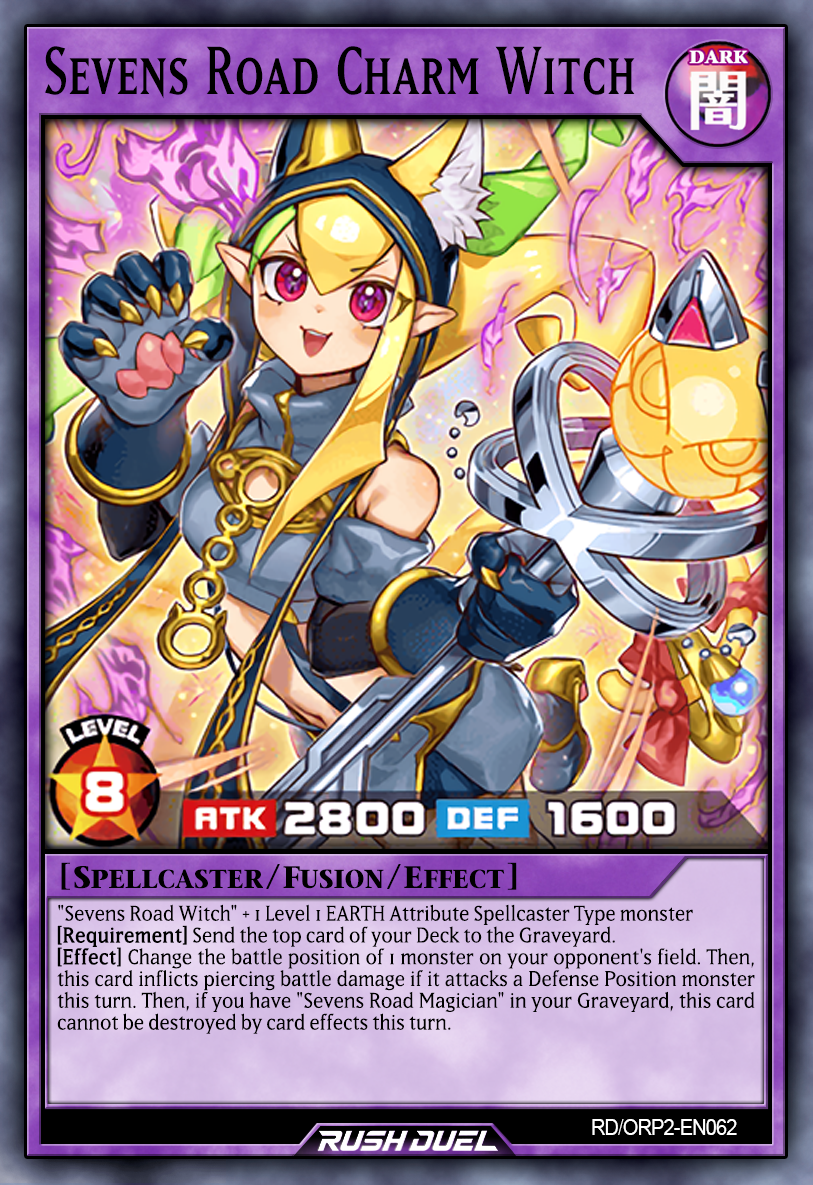 Sevens Road Charm Witch
DARK
闇
LEVEL
8
ATK 2800 DEF 1600
[Spellcaster/Fusion/Effect]
"Sevens Road Witch" + 1 Level 1 EARTH Attribute Spellcaster Type monster
[Requirement] Send the top card of your Deck to the Graveyard.
[Effect] Change the battle position of 1 monster on your opponent's field. Then,
this card inflicts piercing battle damage if it attacks a Defense Position monster
this turn. Then, if you have "Sevens Road Magician" in your Graveyard, this card
cannot be destroyed by card effects this turn.
RD/ORP2-EN062
RUSH DUEL